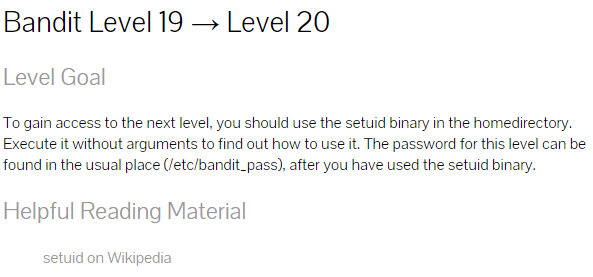 Bandit Level 19 → Level 20
Level Goal
To gain access to the next level, you should use the setuid binary in the homedirectory.
Execute it without arguments to find out how to use it. The password for this level can be
found in the usual place (/etc/bandit_pass), after you have used the setuid binary.
Helpful Reading Material
setuid on Wikipedia